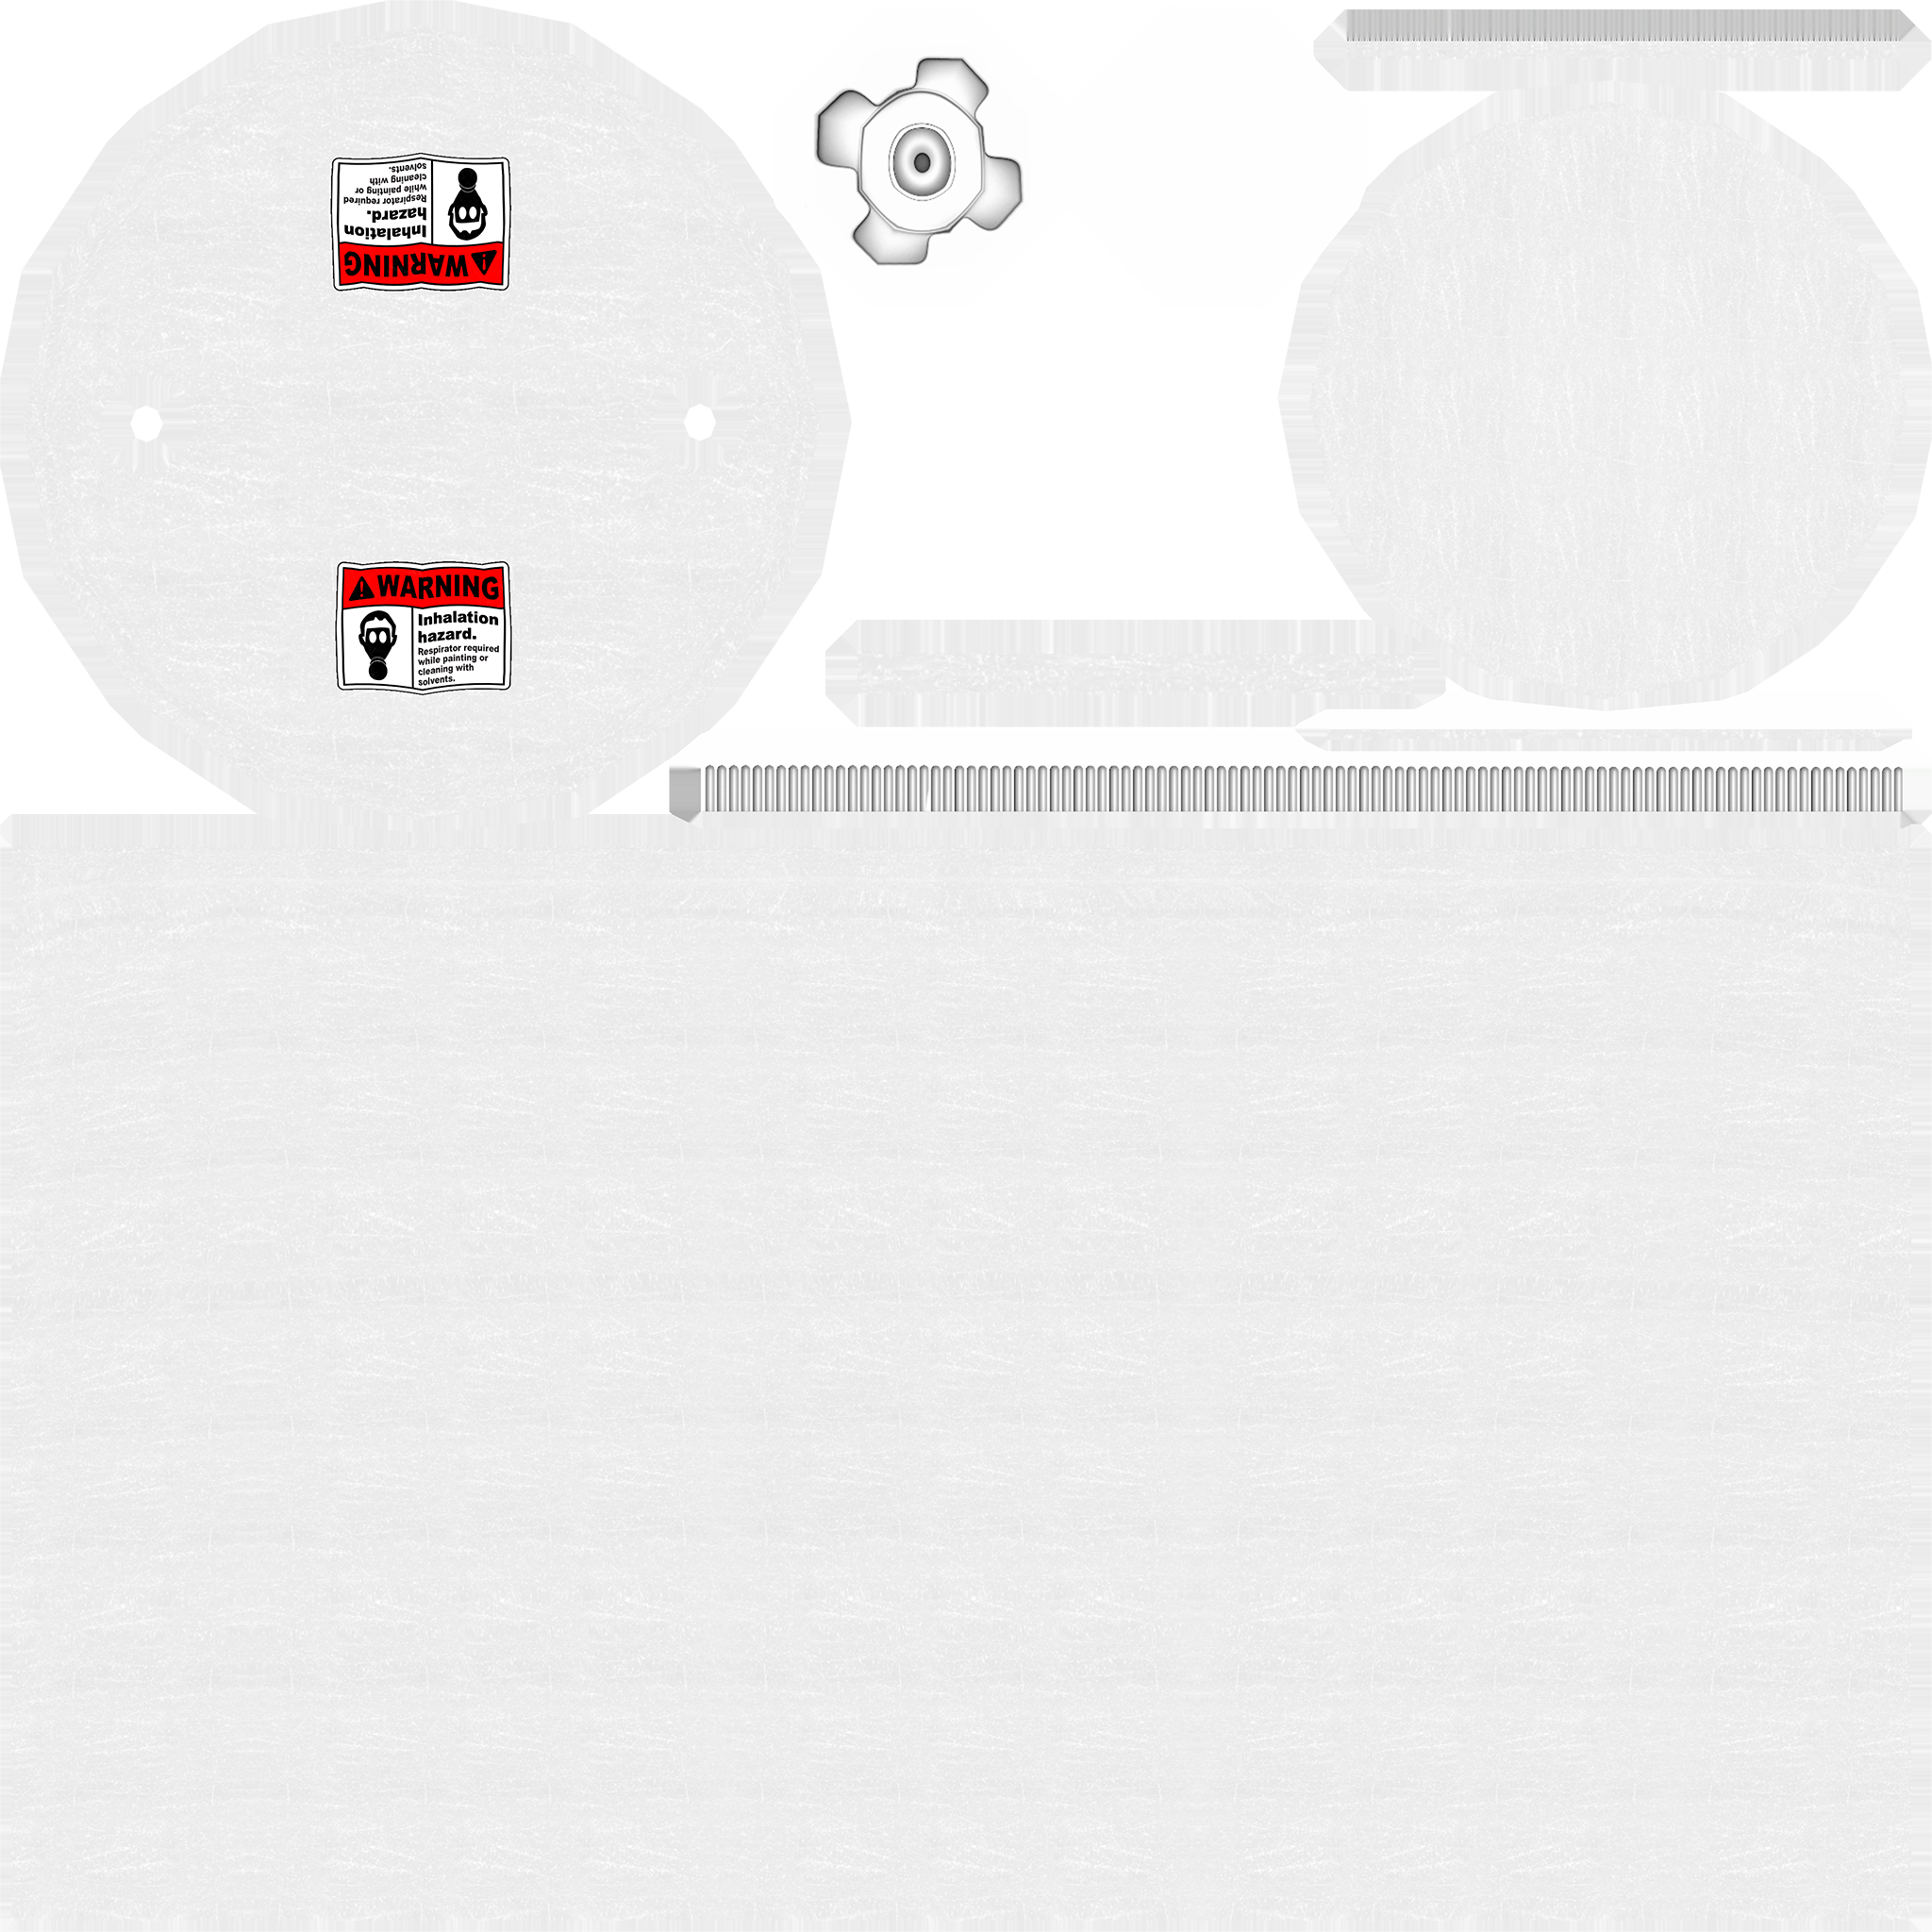 WARNING
Inhalation
hazard.
Respirator required
while painting or
cleaning with
solvents.
WARNING
Inhalation
hazard.
Respirator required
while painting or
cleaning with
solvents.